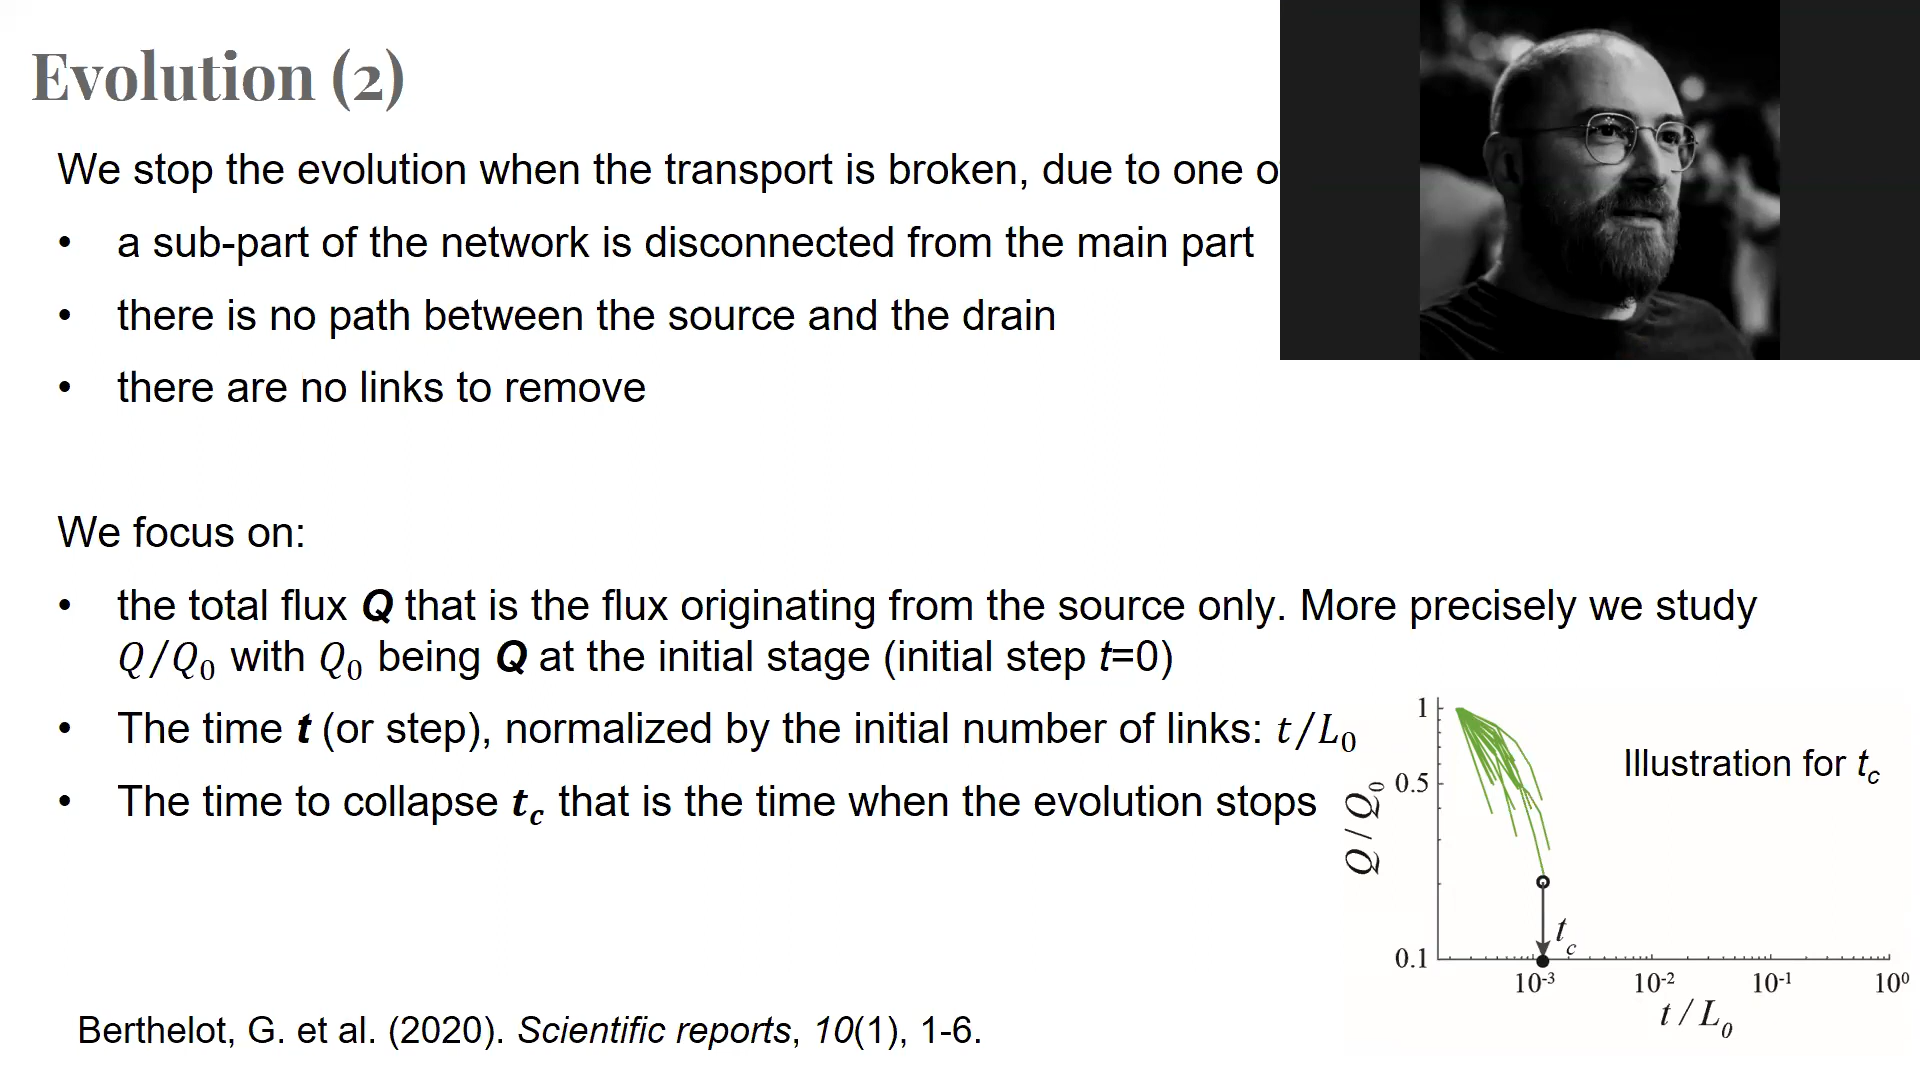 Evolution (2)
We stop the evolution when the transport is broken, due to one o
• a sub-part of the network is disconnected from the main part
• there is no path between the source and the drain
• there are no links to remove
We focus on:
• the total flux Q that is the flux originating from the source only. More precisely we study
Q/Q₀ with Q₀ being Q at the initial stage (initial step t=0)
• The time t (or step), normalized by the initial number of links: t/L₀
• The time to collapse t_c that is the time when the evolution stops
Illustration for t_c
Q / Q₀
1
0.5
0.1
t_c
10⁻³ 10⁻² 10⁻¹ 10⁰
t / L₀
Berthelot, G. et al. (2020). Scientific reports, 10(1), 1-6.